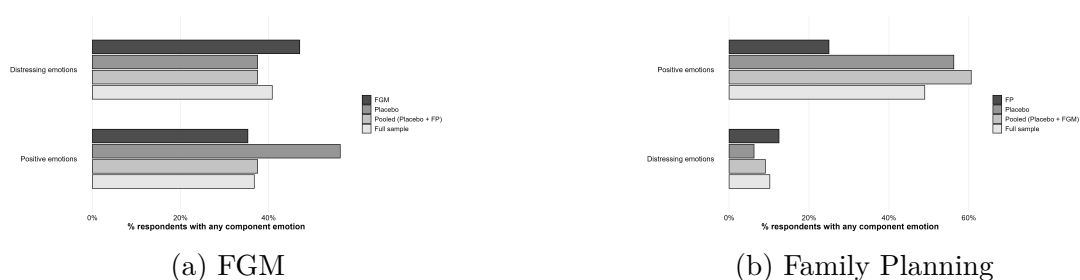 Distressing emotions
Positive emotions
FGM
Placebo
Pooled (Placebo + FP)
Full sample
0% 20% 40%
% respondents with any component emotion
(a) FGM
Positive emotions
Distressing emotions
FP
Placebo
Pooled (Placebo + FGM)
Full sample
0% 20% 40% 60%
% respondents with any component emotion
(b) Family Planning